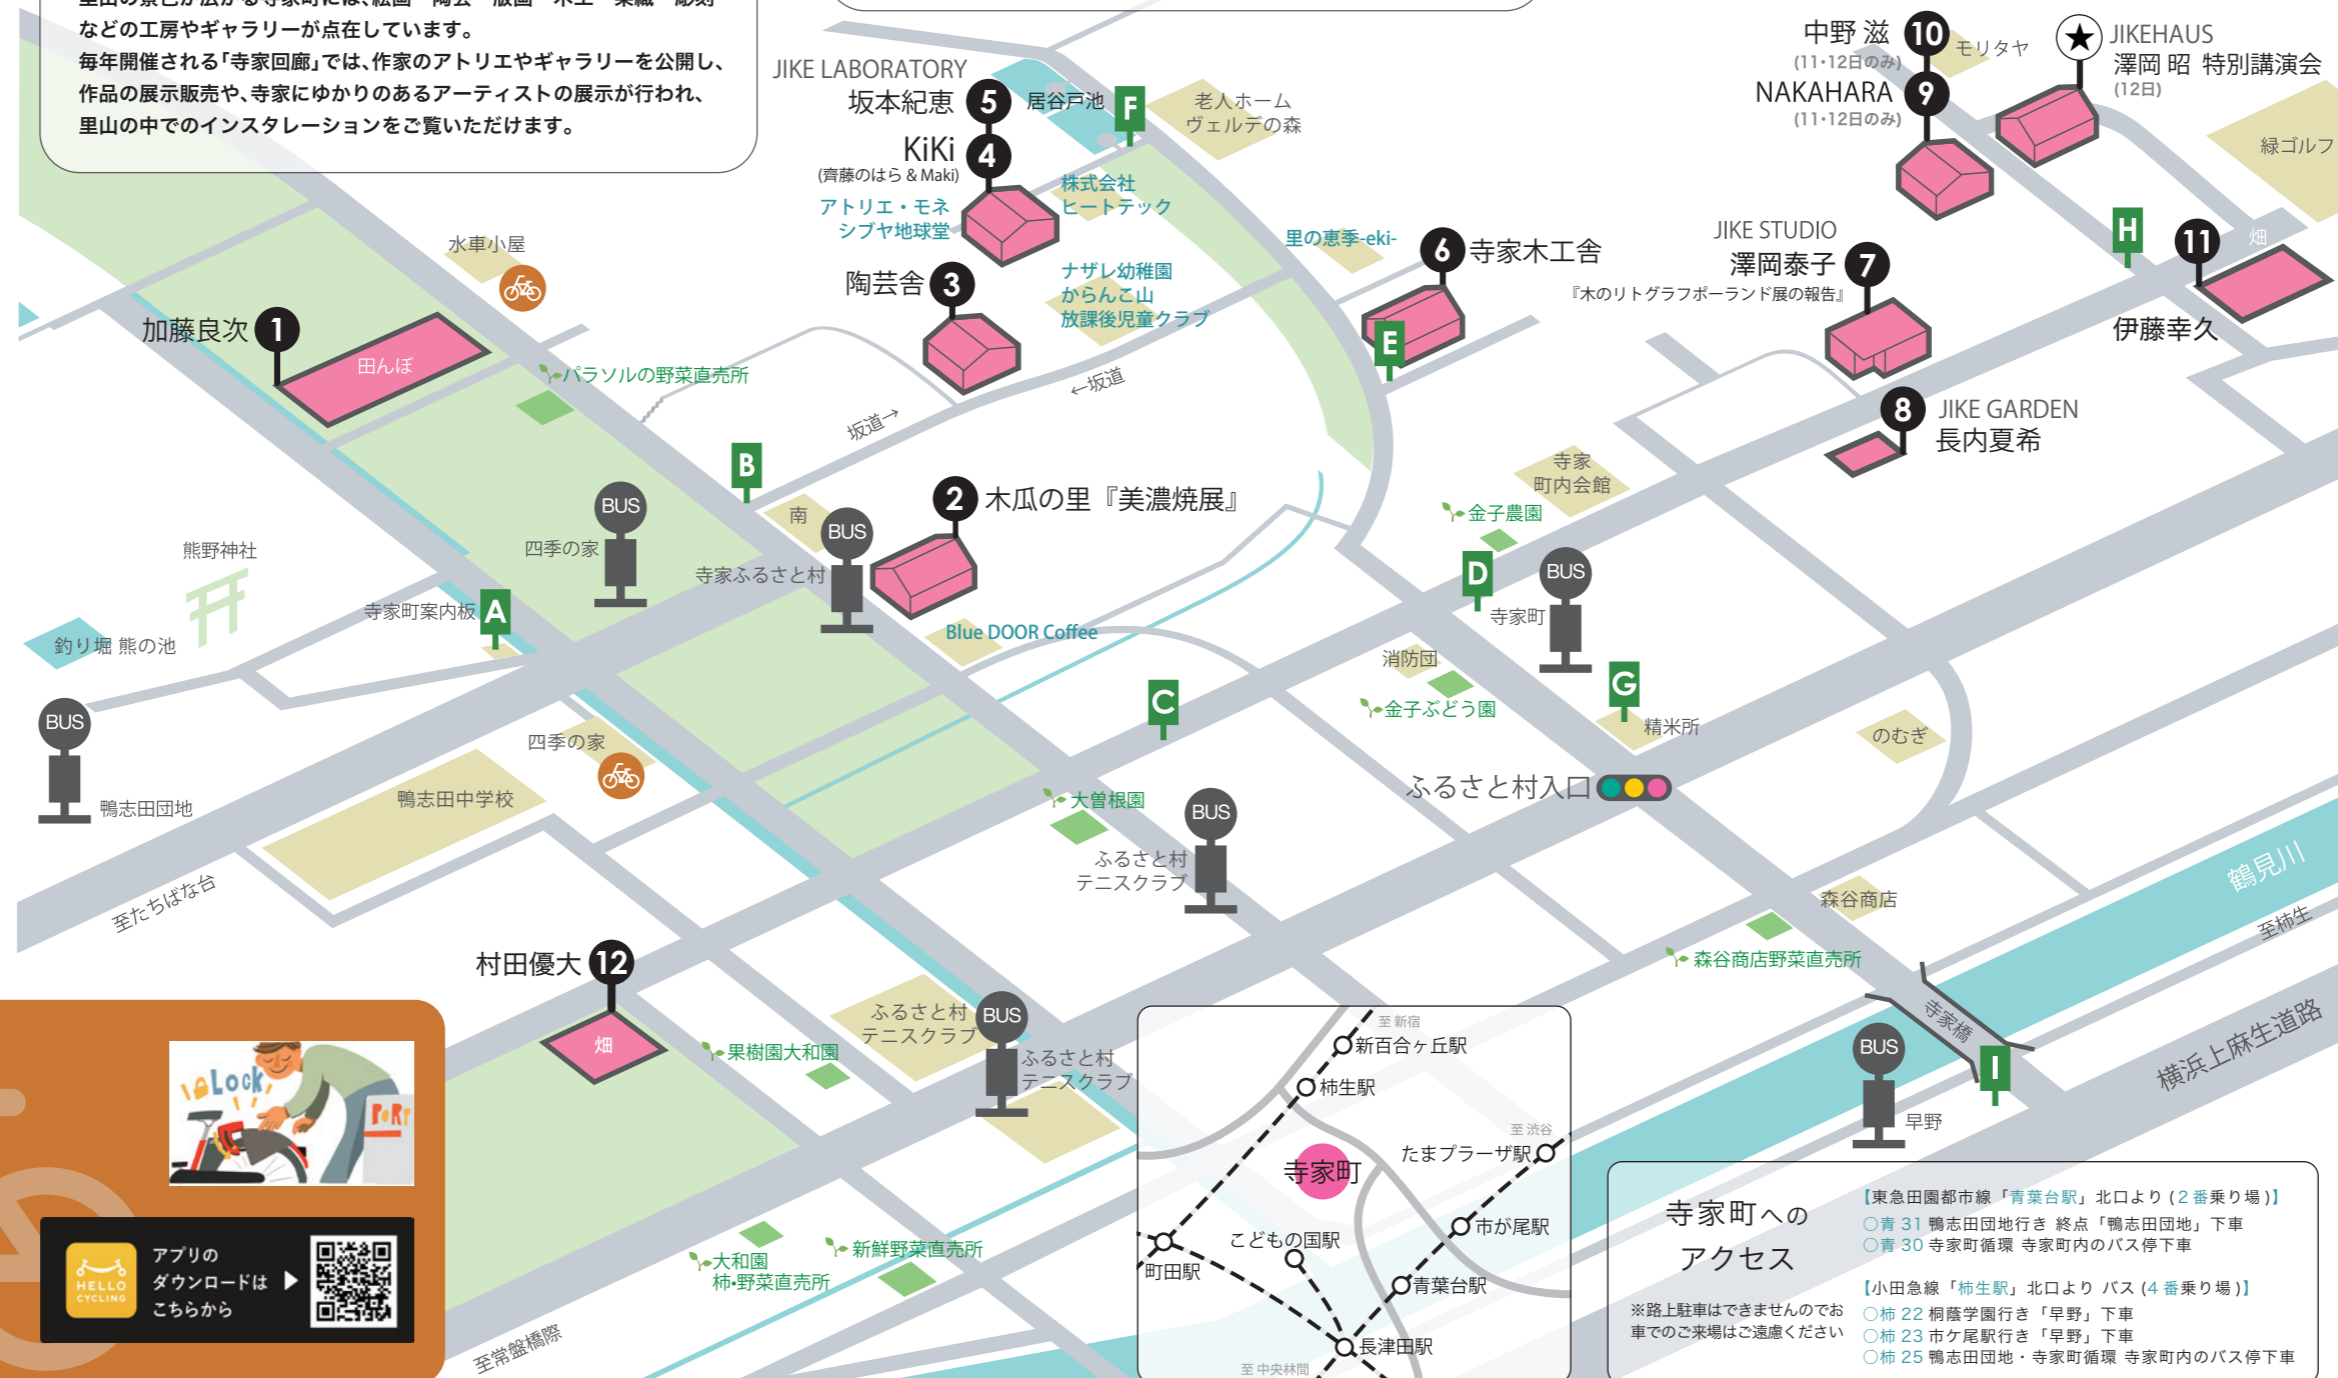 里山の景色が広がる寺家町には、絵画・陶芸・版画・木工・染織・彫刻
などの工房やギャラリーが点在しています。
毎年開催される「寺家回廊」では、作家のアトリエやギャラリーを公開し、
作品の展示販売や、寺家にゆかりのあるアーティストの展示が行われ、
里山の中でのインスタレーションをご覧いただけます。
JIKE LABORATORY
坂本紀恵 5
居谷戸池
F
老人ホーム
ヴェルデの森
KiKi 4
(齊藤のはら & Maki)
アトリエ・モネ
シブヤ地球堂
株式会社
ヒートテック
中野 滋 10
(11・12日のみ)
モリタヤ
NAKAHARA 9
(11・12日のみ)
★
JIKEHAUS
澤岡 昭 特別講演会
(12日)
緑ゴルフ
水車小屋
陶芸舎 3
ナザレ幼稚園
からんこ山
放課後児童クラブ
里の恵季-eki-
6 寺家木工舎
E
JIKE STUDIO
澤岡泰子 7
『木のリトグラフポーランド展の報告』
H
11
畑
伊藤幸久
加藤良次 1
田んぼ
パラソルの野菜直売所
←坂道
坂道→
8 JIKE GARDEN
長内夏希
B
南
2 木瓜の里『美濃焼展』
BUS
四季の家
BUS
寺家ふるさと村
寺家
町内会館
金子農園
D
BUS
寺家町
熊野神社
寺家町案内板
A
釣り堀 熊の池
Blue DOOR Coffee
消防団
金子ぶどう園
G
精米所
C
のむぎ
BUS
鴨志田団地
四季の家
鴨志田中学校
大曽根園
BUS
ふるさと村
テニスクラブ
ふるさと村入口
至たちばな台
鶴見川
至柿生
森谷商店
森谷商店野菜直売所
村田優大 12
畑
ふるさと村
テニスクラブ
BUS
ふるさと村
テニスクラブ
果樹園大和園
寺家橋
I
横浜上麻生道路
BUS
早野
大和園
柿・野菜直売所
新鮮野菜直売所
至常盤橋際
Lock
PORT
HELLO
CYCLING
アプリの
ダウンロードは
こちらから
至 新宿
新百合ヶ丘駅
柿生駅
至 渋谷
たまプラーザ駅
寺家町
市が尾駅
こどもの国駅
町田駅
青葉台駅
長津田駅
至 中央林間
寺家町への
アクセス
※路上駐車はできませんのでお
車でのご来場はご遠慮ください
【東急田園都市線「青葉台駅」北口より (2 番乗り場 )】
○青 31 鴨志田団地行き 終点「鴨志田団地」下車
○青 30 寺家町循環 寺家町内のバス停下車
【小田急線「柿生駅」北口より バス (4 番乗り場 )】
○柿 22 桐蔭学園行き「早野」下車
○柿 23 市ケ尾駅行き「早野」下車
○柿 25 鴨志田団地・寺家町循環 寺家町内のバス停下車